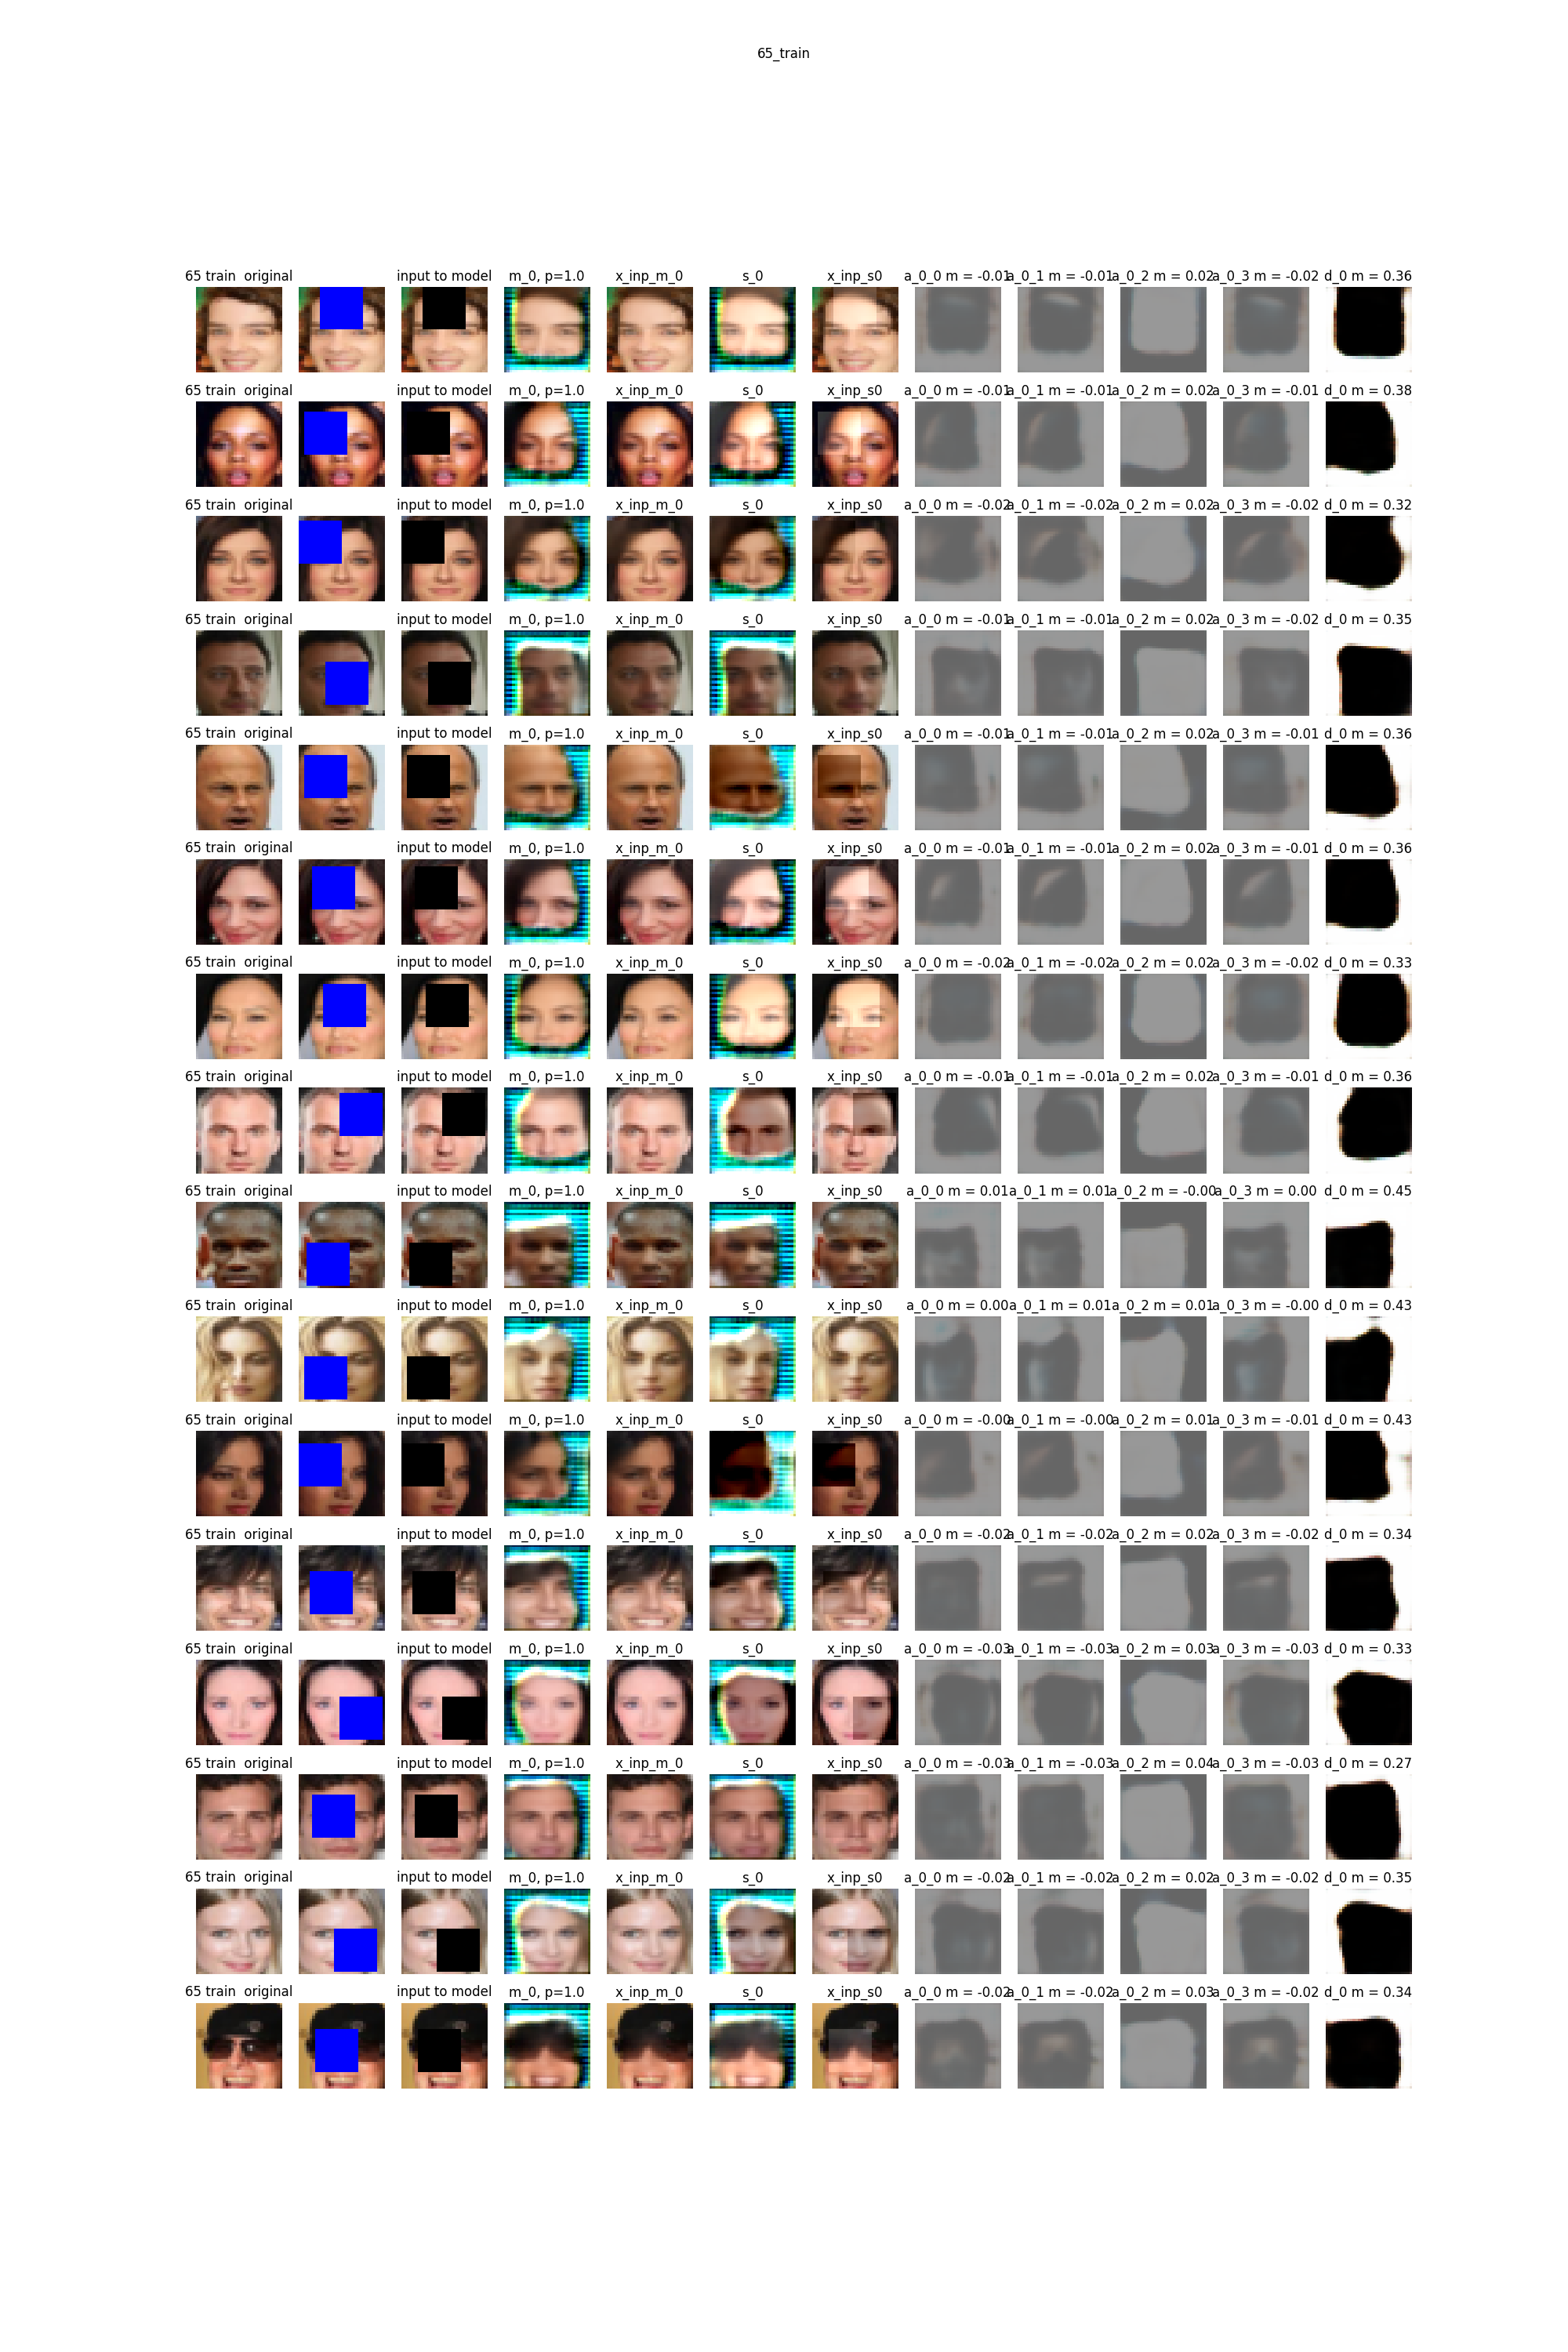 65_train
65 train  original input to model m_0, p=1.0 x_inp_m_0 s_0 x_inp_s0 a_0_0 m = -0.01 a_0_1 m = -0.01 a_0_2 m = 0.02 a_0_3 m = -0.02 d_0 m = 0.36
65 train  original input to model m_0, p=1.0 x_inp_m_0 s_0 x_inp_s0 a_0_0 m = -0.01 a_0_1 m = -0.01 a_0_2 m = 0.02 a_0_3 m = -0.01 d_0 m = 0.38
65 train  original input to model m_0, p=1.0 x_inp_m_0 s_0 x_inp_s0 a_0_0 m = -0.02 a_0_1 m = -0.02 a_0_2 m = 0.02 a_0_3 m = -0.02 d_0 m = 0.32
65 train  original input to model m_0, p=1.0 x_inp_m_0 s_0 x_inp_s0 a_0_0 m = -0.01 a_0_1 m = -0.01 a_0_2 m = 0.02 a_0_3 m = -0.02 d_0 m = 0.35
65 train  original input to model m_0, p=1.0 x_inp_m_0 s_0 x_inp_s0 a_0_0 m = -0.01 a_0_1 m = -0.01 a_0_2 m = 0.02 a_0_3 m = -0.01 d_0 m = 0.36
65 train  original input to model m_0, p=1.0 x_inp_m_0 s_0 x_inp_s0 a_0_0 m = -0.01 a_0_1 m = -0.01 a_0_2 m = 0.02 a_0_3 m = -0.01 d_0 m = 0.36
65 train  original input to model m_0, p=1.0 x_inp_m_0 s_0 x_inp_s0 a_0_0 m = -0.02 a_0_1 m = -0.02 a_0_2 m = 0.02 a_0_3 m = -0.02 d_0 m = 0.33
65 train  original input to model m_0, p=1.0 x_inp_m_0 s_0 x_inp_s0 a_0_0 m = -0.01 a_0_1 m = -0.01 a_0_2 m = 0.02 a_0_3 m = -0.01 d_0 m = 0.36
65 train  original input to model m_0, p=1.0 x_inp_m_0 s_0 x_inp_s0 a_0_0 m = 0.01 a_0_1 m = 0.01 a_0_2 m = -0.00 a_0_3 m = 0.00 d_0 m = 0.45
65 train  original input to model m_0, p=1.0 x_inp_m_0 s_0 x_inp_s0 a_0_0 m = 0.00 a_0_1 m = 0.01 a_0_2 m = 0.01 a_0_3 m = -0.00 d_0 m = 0.43
65 train  original input to model m_0, p=1.0 x_inp_m_0 s_0 x_inp_s0 a_0_0 m = -0.00 a_0_1 m = -0.00 a_0_2 m = 0.01 a_0_3 m = -0.01 d_0 m = 0.43
65 train  original input to model m_0, p=1.0 x_inp_m_0 s_0 x_inp_s0 a_0_0 m = -0.02 a_0_1 m = -0.02 a_0_2 m = 0.02 a_0_3 m = -0.02 d_0 m = 0.34
65 train  original input to model m_0, p=1.0 x_inp_m_0 s_0 x_inp_s0 a_0_0 m = -0.03 a_0_1 m = -0.03 a_0_2 m = 0.03 a_0_3 m = -0.03 d_0 m = 0.33
65 train  original input to model m_0, p=1.0 x_inp_m_0 s_0 x_inp_s0 a_0_0 m = -0.03 a_0_1 m = -0.03 a_0_2 m = 0.04 a_0_3 m = -0.03 d_0 m = 0.27
65 train  original input to model m_0, p=1.0 x_inp_m_0 s_0 x_inp_s0 a_0_0 m = -0.02 a_0_1 m = -0.02 a_0_2 m = 0.02 a_0_3 m = -0.02 d_0 m = 0.35
65 train  original input to model m_0, p=1.0 x_inp_m_0 s_0 x_inp_s0 a_0_0 m = -0.02 a_0_1 m = -0.02 a_0_2 m = 0.03 a_0_3 m = -0.02 d_0 m = 0.34